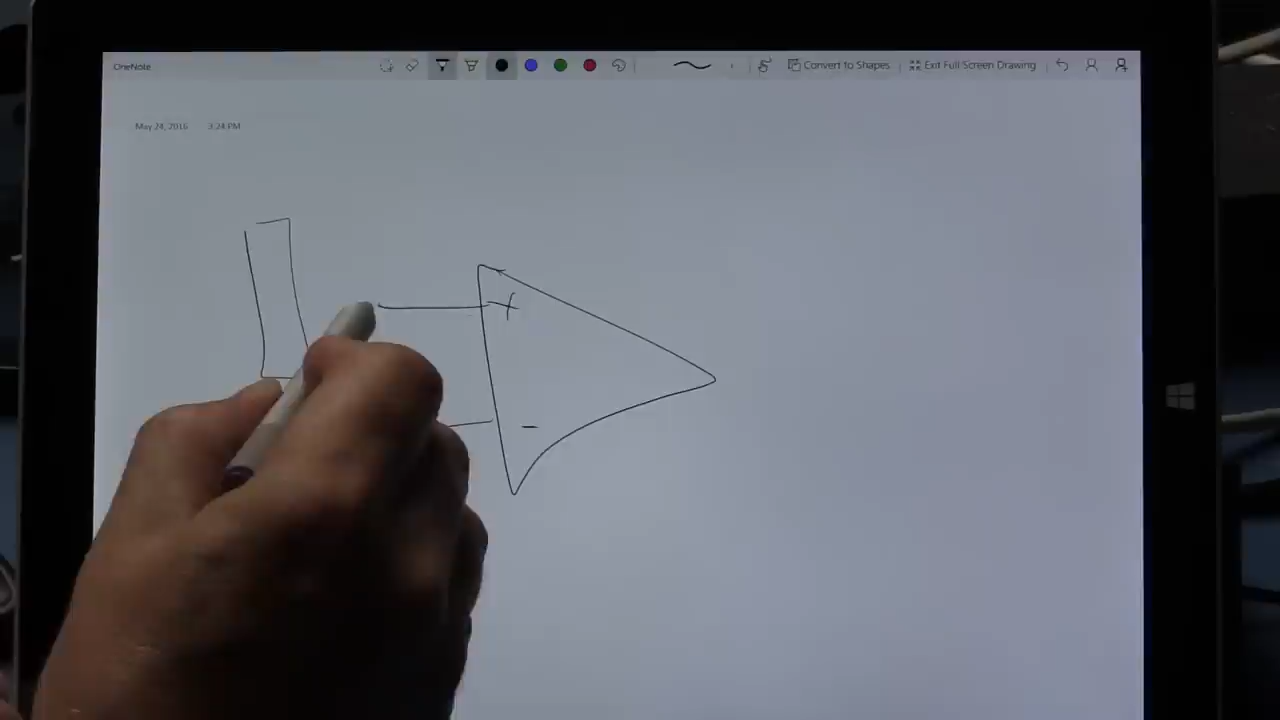 OneNote
Convert to Shapes
Exit Full Screen Drawing
May 24, 2016 3:24 PM
+
-